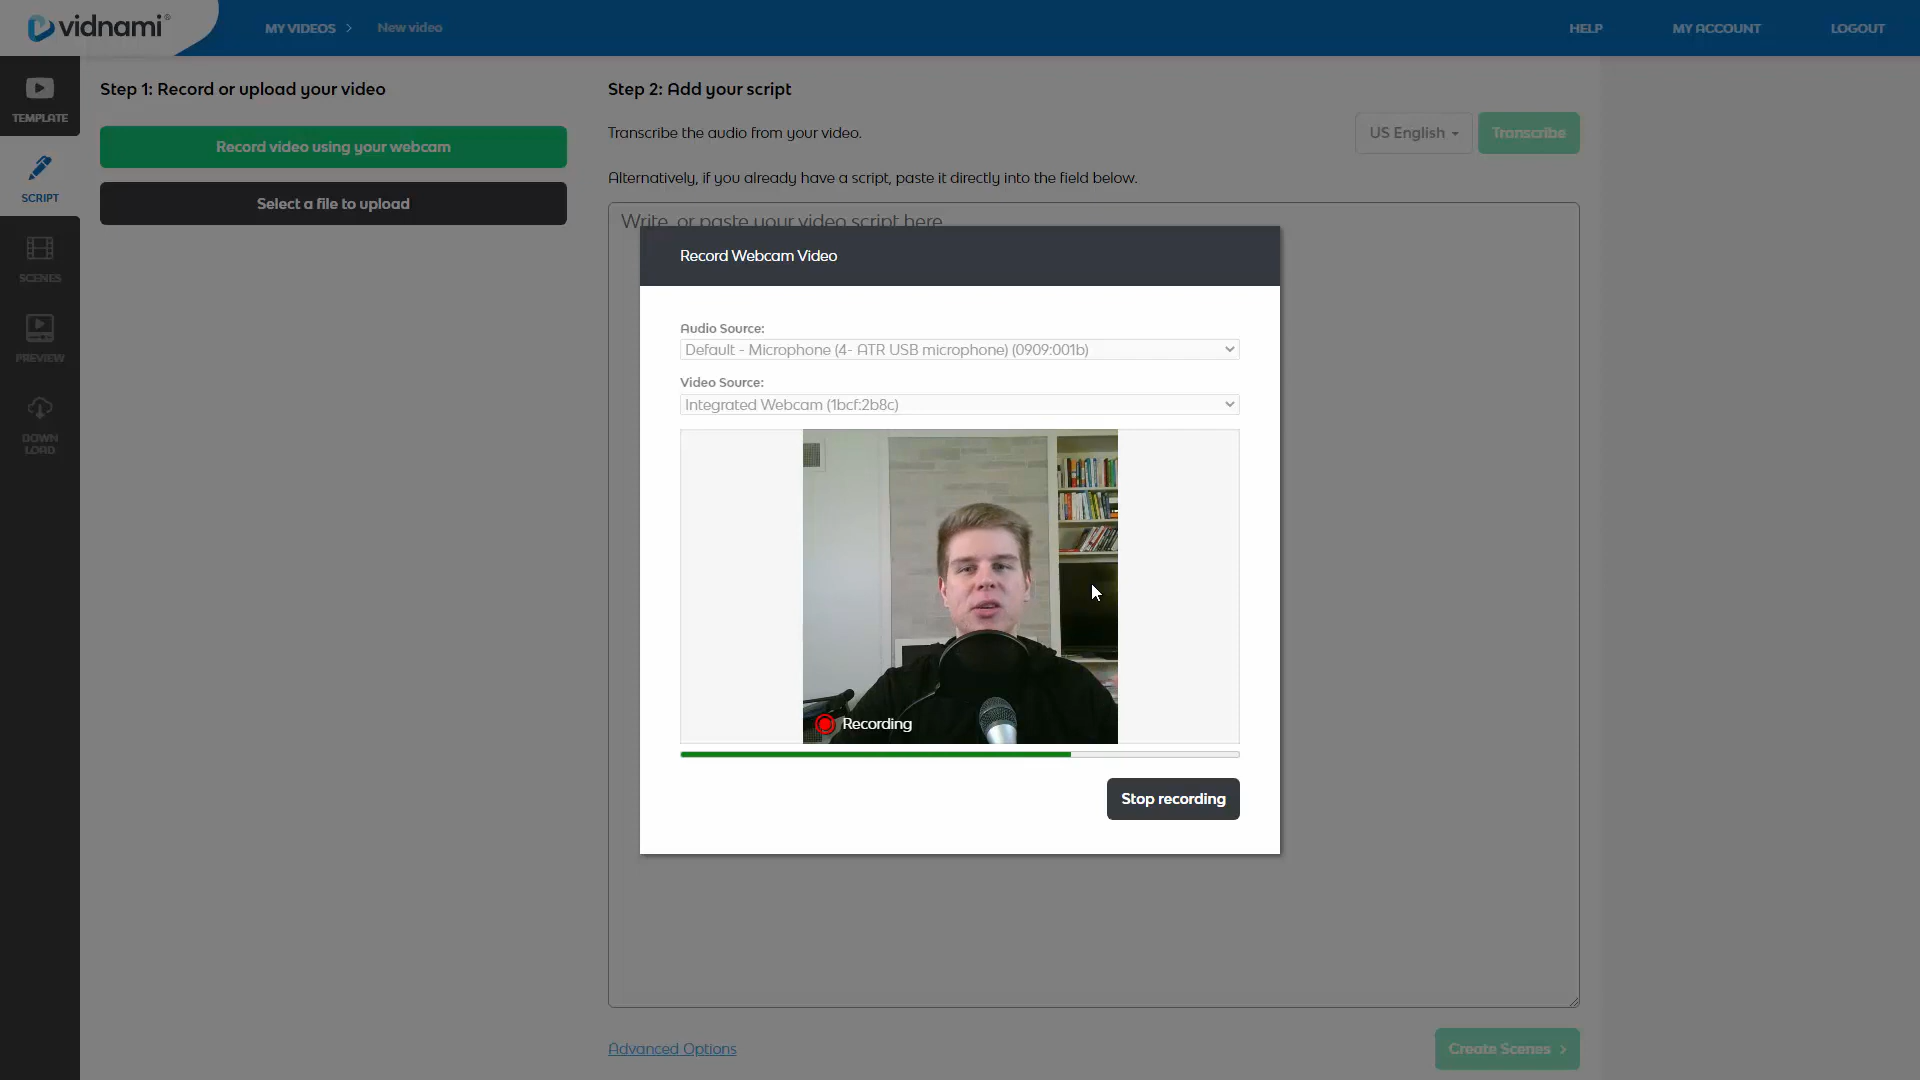 vidnami®
MY VIDEOS >
New video
HELP
MY ACCOUNT
LOGOUT
TEMPLATE
SCRIPT
SCENES
PREVIEW
DOWN
LOAD
Step 1: Record or upload your video
Record video using your webcam
Select a file to upload
Step 2: Add your script
Transcribe the audio from your video.
US English
Transcribe
Alternatively, if you already have a script, paste it directly into the field below.
Write, or paste your video script here
Record Webcam Video
Audio Source:
Default - Microphone (4- ATR USB microphone) (0909:001b)
Video Source:
Integrated Webcam (1bcf:2b8c)
Recording
Stop recording
Advanced Options
Create Scenes >